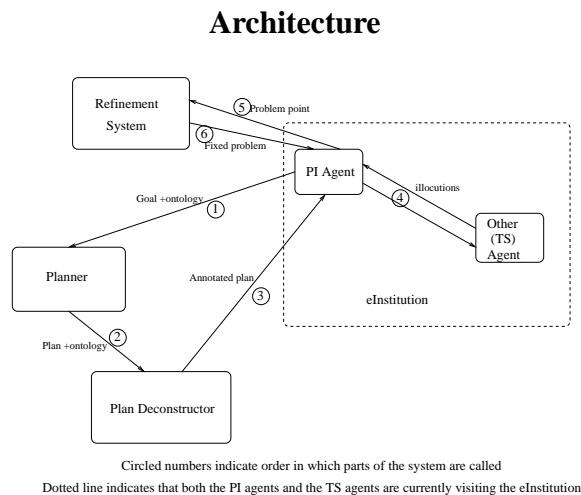 Architecture
Refinement
System
5
Problem point
6
Fixed problem
PI Agent
illocutions
4
Goal +ontology
1
Other
(TS)
Agent
Planner
Annotated plan
3
eInstitution
2
Plan +ontology
Plan Deconstructor
Circled numbers indicate order in which parts of the system are called
Dotted line indicates that both the PI agents and the TS agents are currently visiting the eInstitution